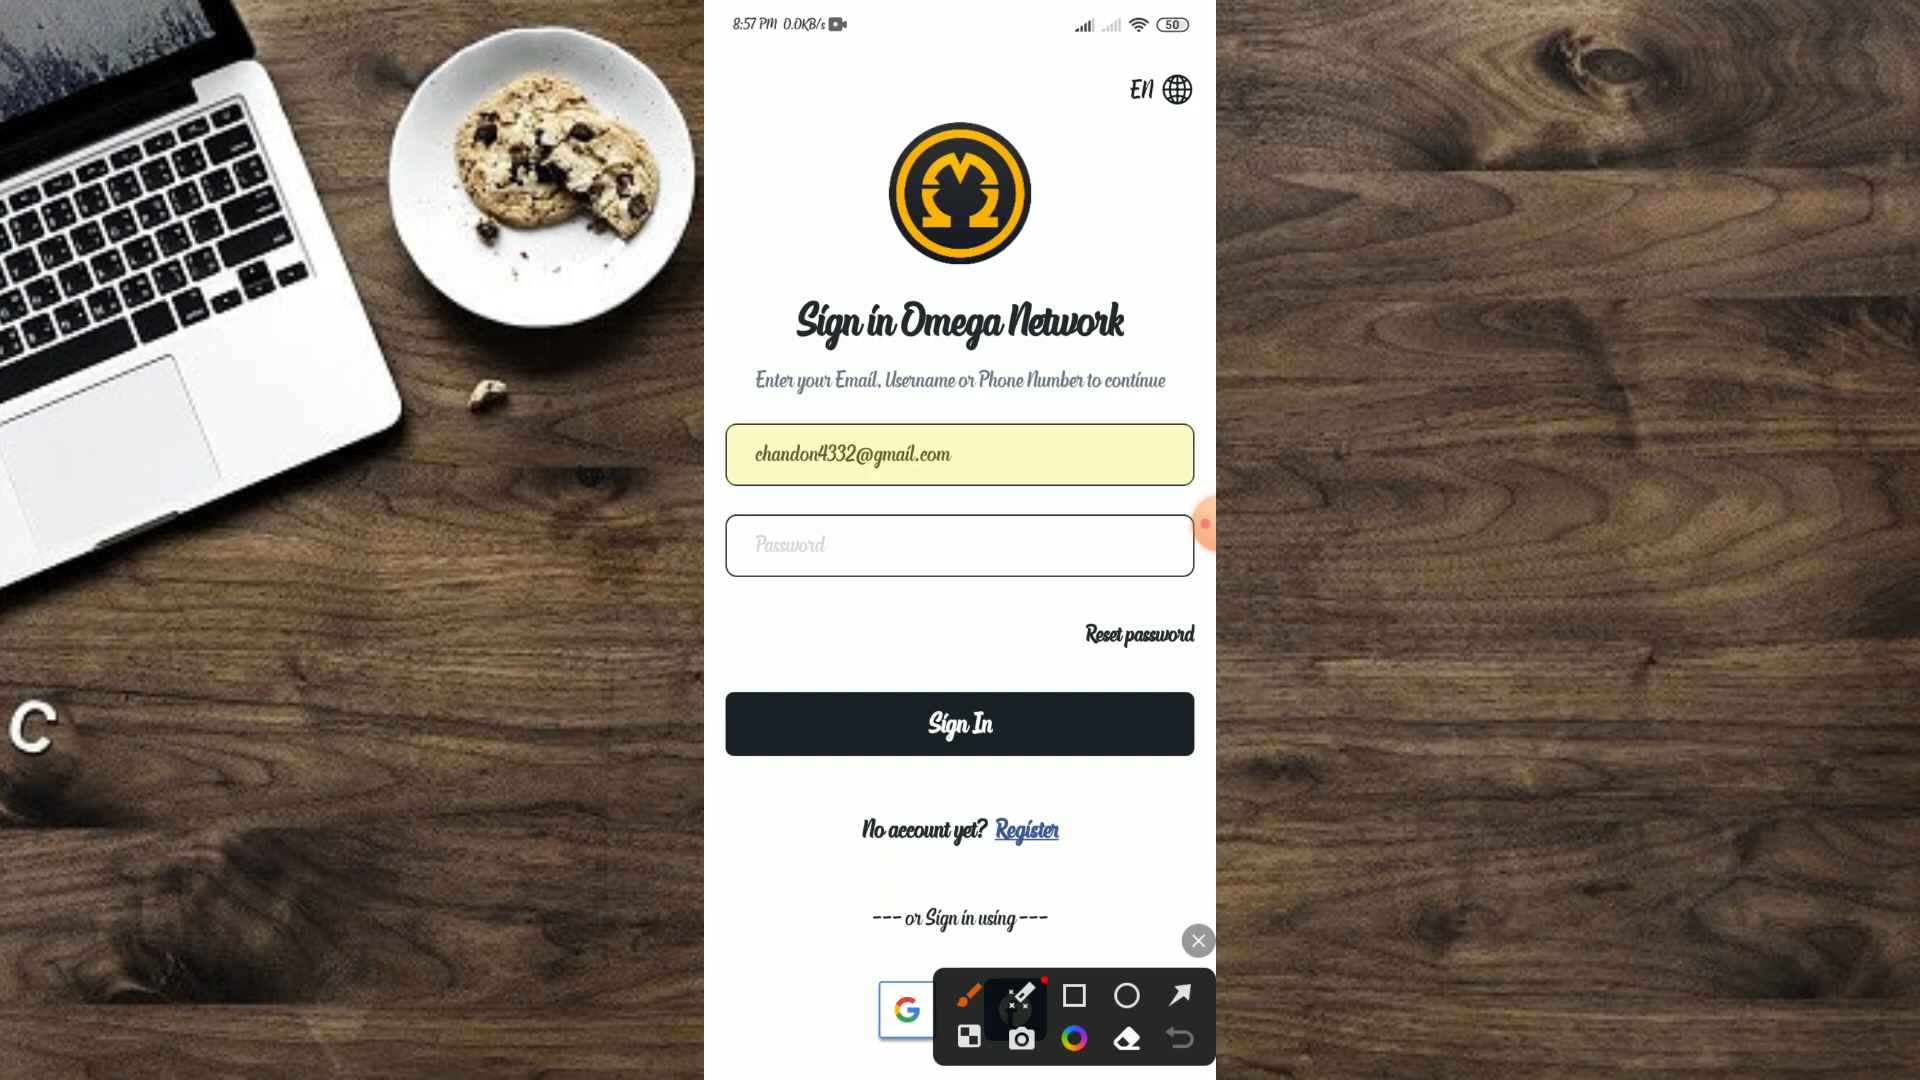 8:57 PM 0.0KB/s
50
EN
Sign in Omega Network
Enter your Email, Username or Phone Number to continue
chandon4332@gmail.com
Password
Reset password
Sign In
C
No account yet? Register
--- or Sign in using ---